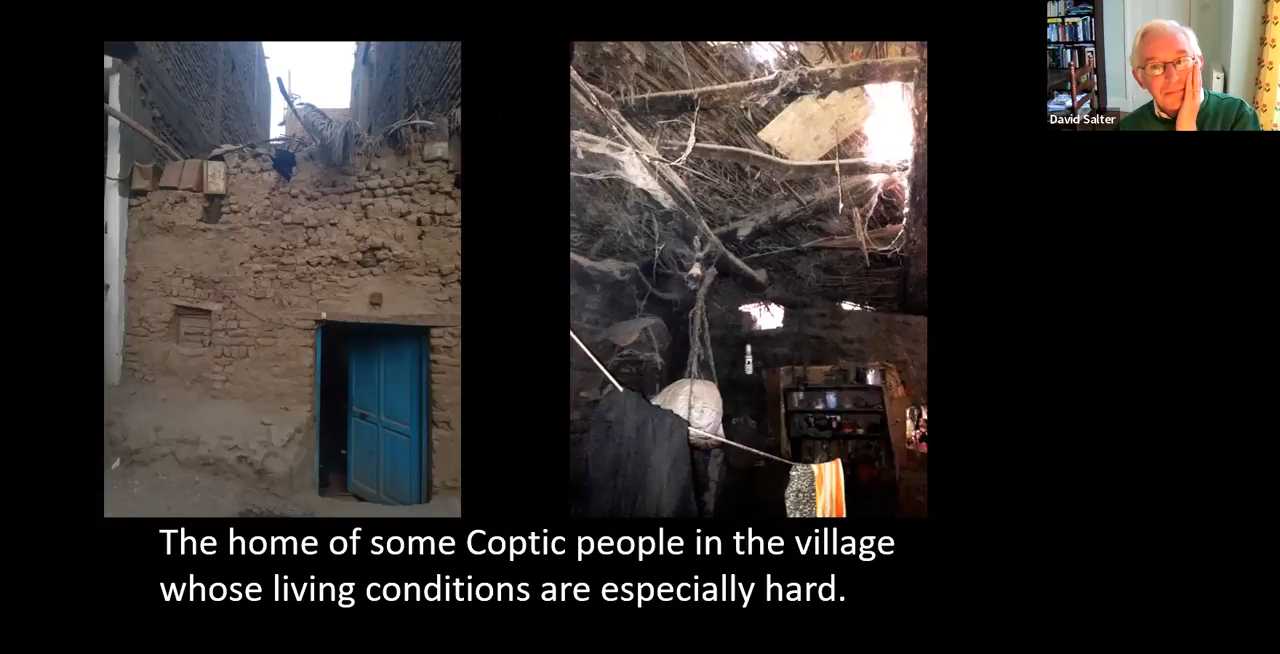 David Salter
The home of some Coptic people in the village
whose living conditions are especially hard.